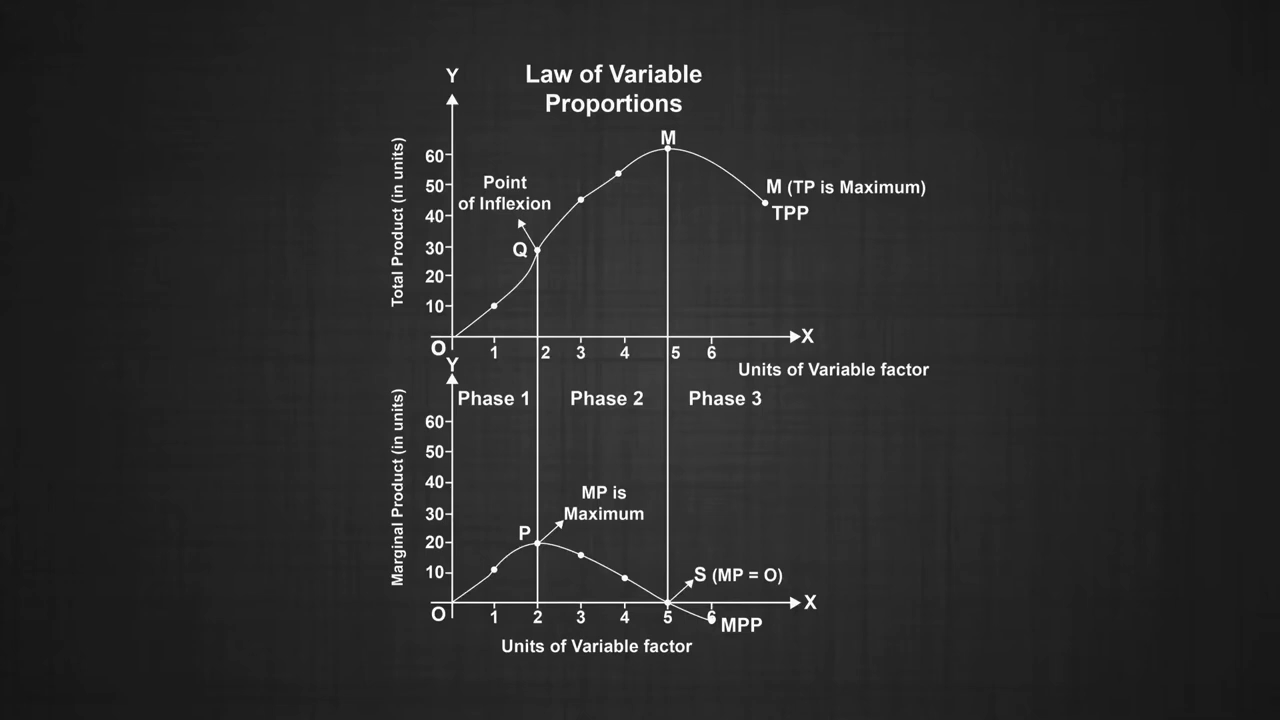 Law of Variable
Proportions
Y
Total Product (in units)
60
50
40
30
20
10
O
Point
of Inflexion
Q
M
M (TP is Maximum)
TPP
1 2 3 4 5 6
X
Units of Variable factor
Y
Phase 1 Phase 2 Phase 3
Marginal Product (in units)
60
50
40
30
20
10
O
MP is
Maximum
P
S (MP = O)
X
1 2 3 4 5 6
MPP
Units of Variable factor